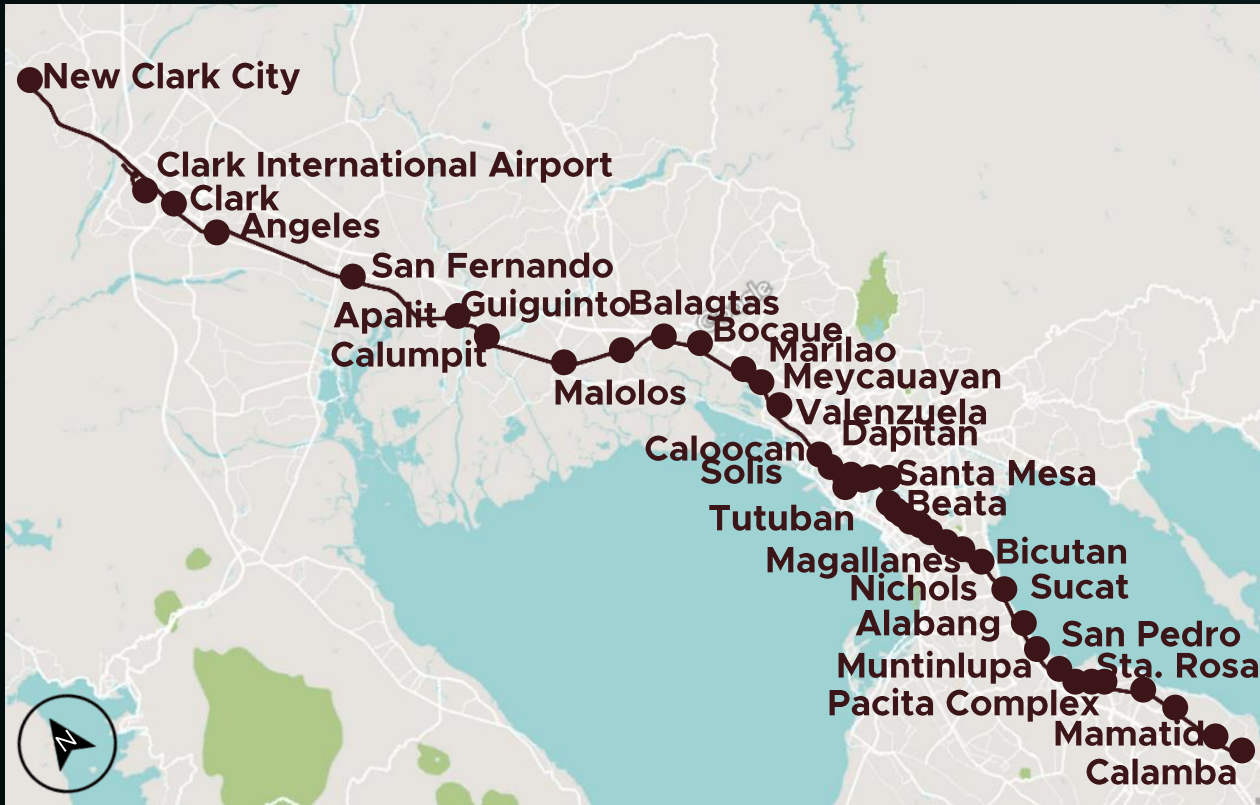 New Clark City
Clark International Airport
Clark
Angeles
San Fernando
Apalit
Guiguinto
Balagtas
Bocaue
Calumpit
Marilao
Meycauayan
Malolos
Valenzuela
Dapitan
Caloocan
Solis
Santa Mesa
Beata
Tutuban
Magallanes
Bicutan
Nichols
Sucat
Alabang
San Pedro
Muntinlupa
Sta. Rosa
Pacita Complex
Mamatid
Calamba
N